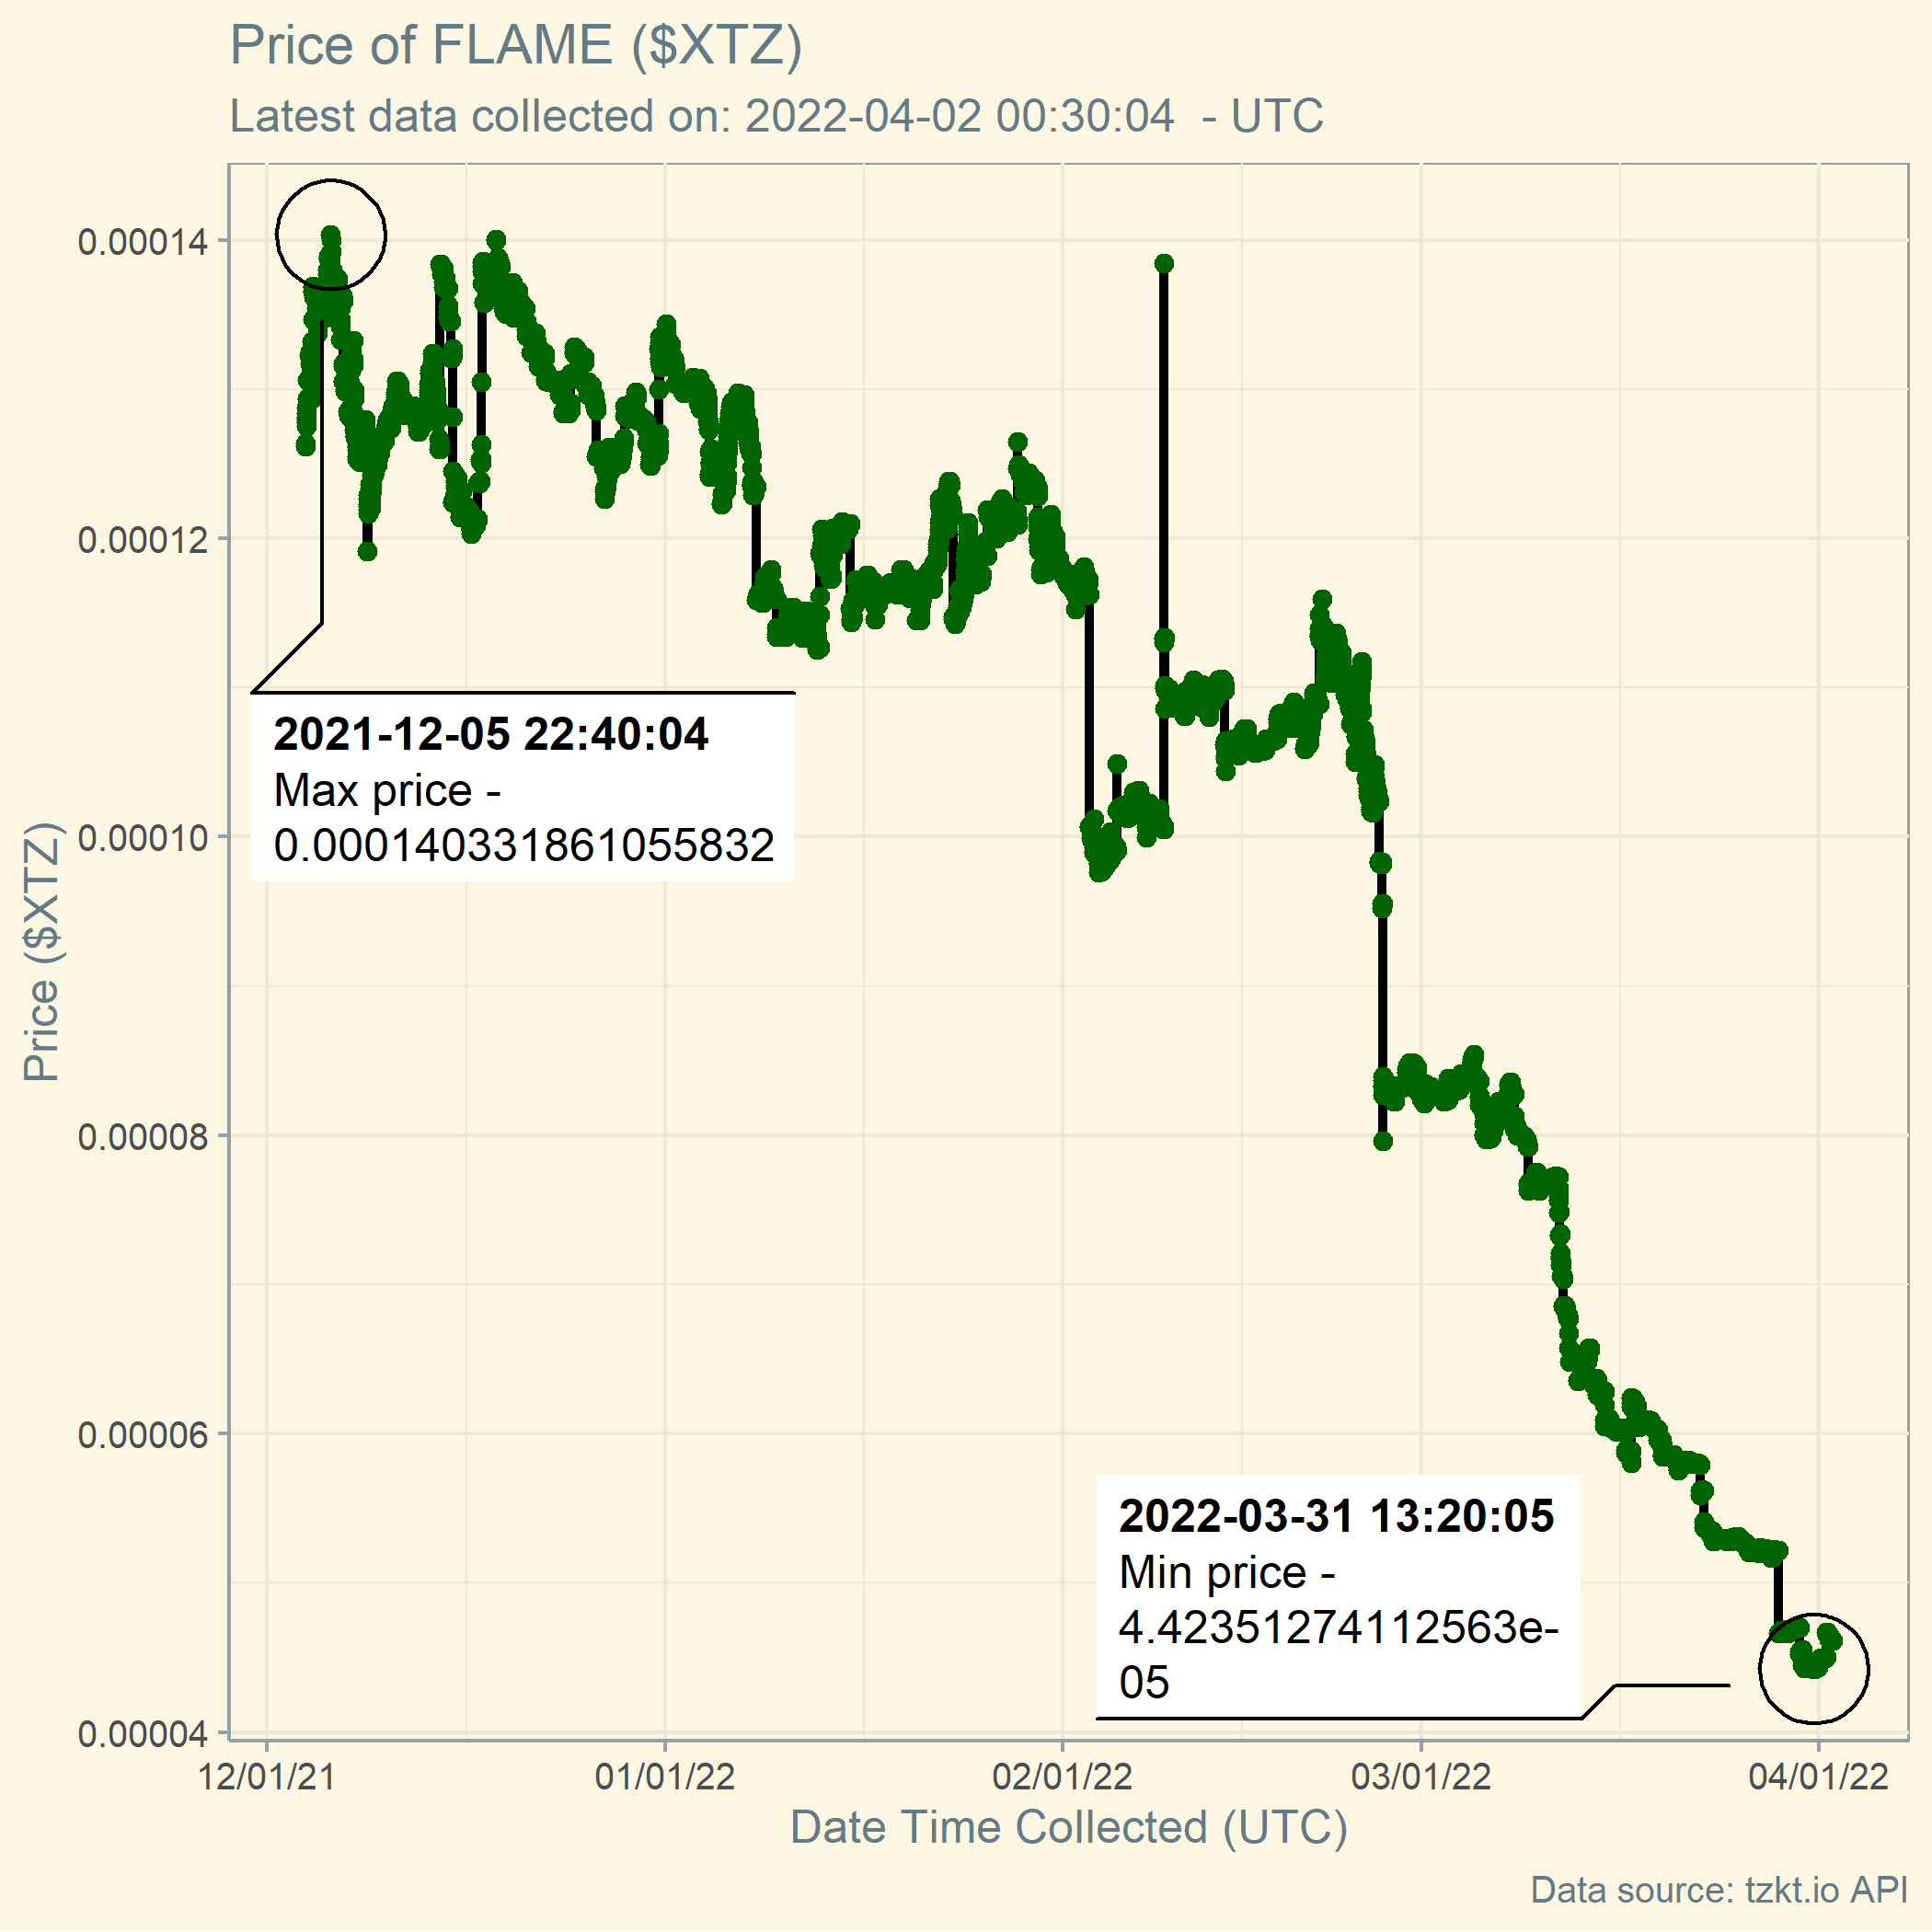 Price of FLAME ($XTZ)
Latest data collected on: 2022-04-02 00:30:04  - UTC
Price ($XTZ)
0.00014
0.00012
0.00010
0.00008
0.00006
0.00004
2021-12-05 22:40:04
Max price -
0.000140331861055832
2022-03-31 13:20:05
Min price -
4.42351274112563e-
05
12/01/21
01/01/22
02/01/22
03/01/22
04/01/22
Date Time Collected (UTC)
Data source: tzkt.io API